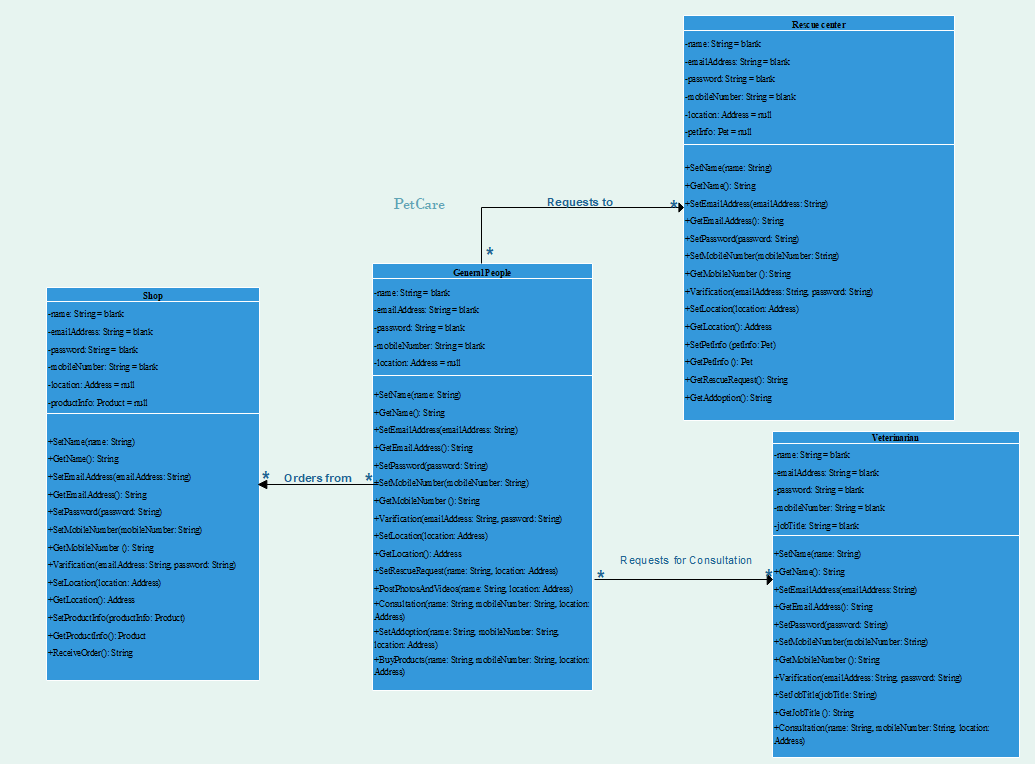 Rescue center
-name: String = blank
-emailAddress: String = blank
-password: String = blank
-mobileNumber: String = blank
-location: Address = null
-petInfo: Pet = null
+SetName(name: String)
+GetName(): String
+SetEmailAddress(emailAddress: String)
+GetEmailAddress(): String
+SetPassword(password: String)
+SetMobileNumber(mobileNumber: String)
+GetMobileNumber (): String
+Varification(emailAddress: String, password: String)
+SetLocation(location: Address)
+GetLocation(): Address
+SetPetInfo (petInfo: Pet)
+GetPetInfo (): Pet
+GetRescueRequest(): String
+GetAddoption(): String
PetCare
Requests to
*
*
General People
-name: String = blank
-emailAddress: String = blank
-password: String = blank
-mobileNumber: String = blank
-location: Address = null
+SetName(name: String)
+GetName(): String
+SetEmailAddress(emailAddress: String)
+GetEmailAddress(): String
+SetPassword(password: String)
+SetMobileNumber(mobileNumber: String)
+GetMobileNumber (): String
+Varification(emailAddress: String, password: String)
+SetLocation(location: Address)
+GetLocation(): Address
+SetRescueRequest(name: String, location: Address)
+PostPhotosAndVideos(name: String, location: Address)
+Consultation(name: String, mobileNumber: String, location:
Address)
+SetAddoption(name: String, mobileNumber: String,
location: Address)
+BuyProducts(name: String, mobileNumber: String, location:
Address)
Shop
-name: String = blank
-emailAddress: String = blank
-password: String = blank
-mobileNumber: String = blank
-location: Address = null
-productInfo: Product = null
+SetName(name: String)
+GetName(): String
+SetEmailAddress(emailAddress: String)
+GetEmailAddress(): String
+SetPassword(password: String)
+SetMobileNumber(mobileNumber: String)
+GetMobileNumber (): String
+Varification(emailAddress: String, password: String)
+SetLocation(location: Address)
+GetLocation(): Address
+SetProductInfo(productInfo: Product)
+GetProductInfo(): Product
+ReceiveOrder(): String
* Orders from *
Requests for Consultation
* *
Veterinarian
-name: String = blank
-emailAddress: String = blank
-password: String = blank
-mobileNumber: String = blank
-jobTitle: String = blank
+SetName(name: String)
+GetName(): String
+SetEmailAddress(emailAddress: String)
+GetEmailAddress(): String
+SetPassword(password: String)
+SetMobileNumber(mobileNumber: String)
+GetMobileNumber (): String
+Varification(emailAddress: String, password: String)
+SetJobTitle(jobTitle: String)
+GetJobTitle (): String
+Consultation(name: String, mobileNumber: String, location:
Address)